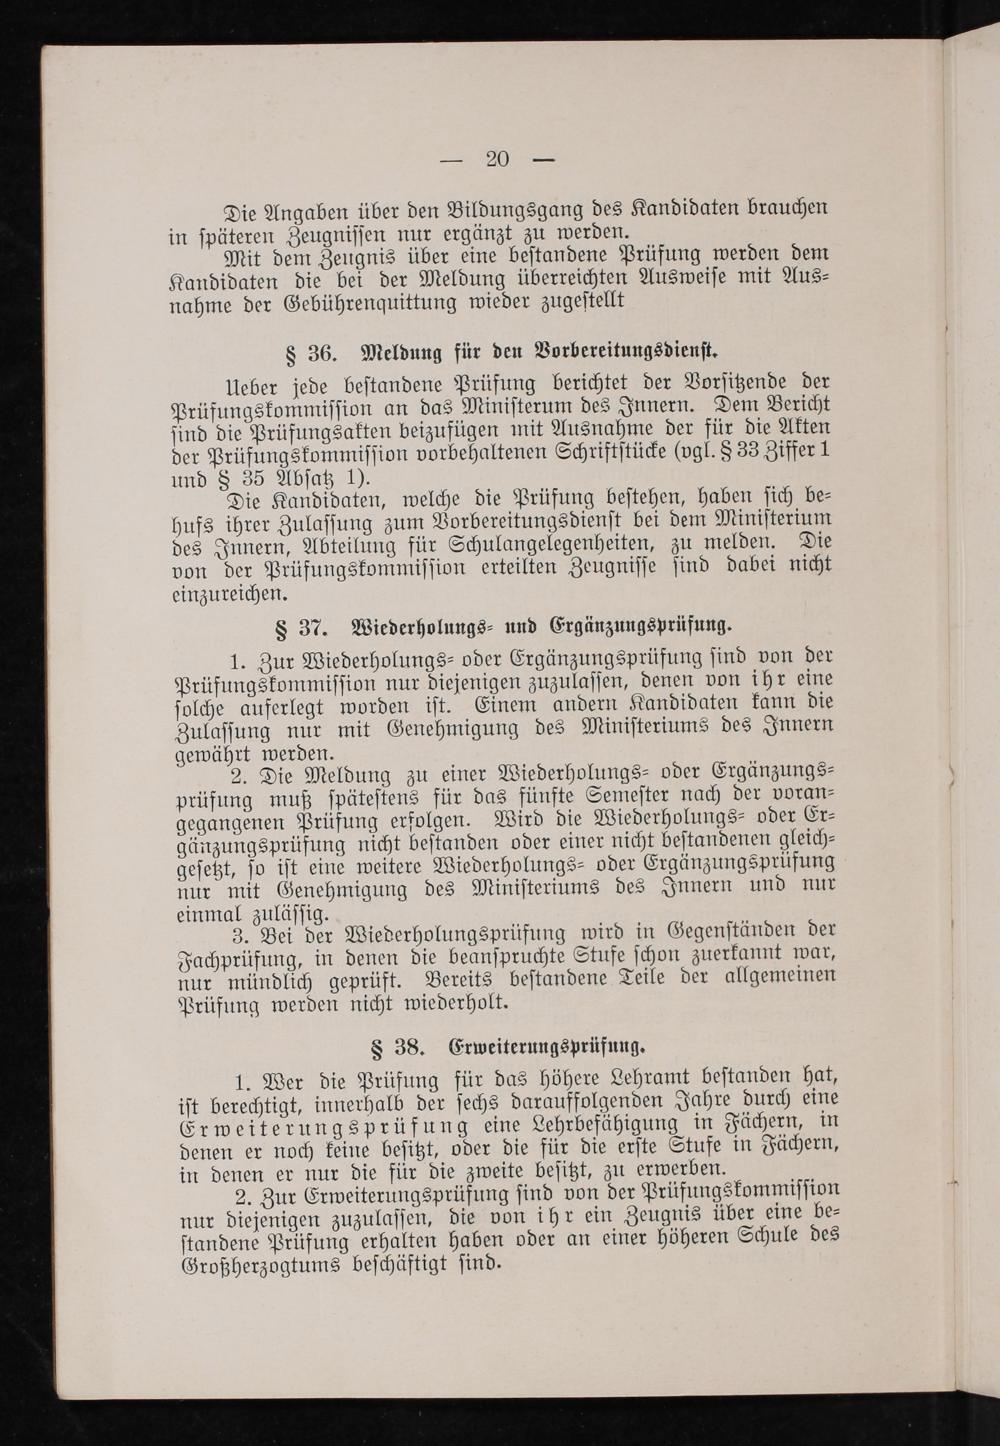 — 20 —
Die Angaben über den Bildungsgang des Kandidaten brauchen
in späteren Zeugnissen nur ergänzt zu werden.
Mit dem Zeugnis über eine bestandene Prüfung werden dem
Kandidaten die bei der Meldung überreichten Ausweise mit Aus-
nahme der Gebührenquittung wieder zugestellt
§ 36. Meldung für den Vorbereitungsdienst.
Ueber jede bestandene Prüfung berichtet der Vorsitzende der
Prüfungskommission an das Ministerum des Innern. Dem Bericht
sind die Prüfungsakten beizufügen mit Ausnahme der für die Akten
der Prüfungskommission vorbehaltenen Schriftstücke (vgl. § 33 Ziffer 1
und § 35 Absatz 1).
Die Kandidaten, welche die Prüfung bestehen, haben sich be-
hufs ihrer Zulassung zum Vorbereitungsdienst bei dem Ministerium
des Innern, Abteilung für Schulangelegenheiten, zu melden. Die
von der Prüfungskommission erteilten Zeugnisse sind dabei nicht
einzureichen.
§ 37. Wiederholungs- und Ergänzungsprüfung.
1. Zur Wiederholungs- oder Ergänzungsprüfung sind von der
Prüfungskommission nur diejenigen zuzulassen, denen von ihr eine
solche auferlegt worden ist. Einem andern Kandidaten kann die
Zulassung nur mit Genehmigung des Ministeriums des Innern
gewährt werden.
2. Die Meldung zu einer Wiederholungs- oder Ergänzungs-
prüfung muß spätestens für das fünfte Semester nach der voran-
gegangenen Prüfung erfolgen. Wird die Wiederholungs- oder Er-
gänzungsprüfung nicht bestanden oder einer nicht bestandenen gleich-
gesetzt, so ist eine weitere Wiederholungs- oder Ergänzungsprüfung
nur mit Genehmigung des Ministeriums des Innern und nur
einmal zulässig.
3. Bei der Wiederholungsprüfung wird in Gegenständen der
Fachprüfung, in denen die beanspruchte Stufe schon zuerkannt war,
nur mündlich geprüft. Bereits bestandene Teile der allgemeinen
Prüfung werden nicht wiederholt.
§ 38. Erweiterungsprüfung.
1. Wer die Prüfung für das höhere Lehramt bestanden hat,
ist berechtigt, innerhalb der sechs darauffolgenden Jahre durch eine
Erweiterungsprüfung eine Lehrbefähigung in Fächern, in
denen er noch keine besitzt, oder die für die erste Stufe in Fächern,
in denen er nur die für die zweite besitzt, zu erwerben.
2. Zur Erweiterungsprüfung sind von der Prüfungskommission
nur diejenigen zuzulassen, die von ihr ein Zeugnis über eine be-
standene Prüfung erhalten haben oder an einer höheren Schule des
Großherzogtums beschäftigt sind.